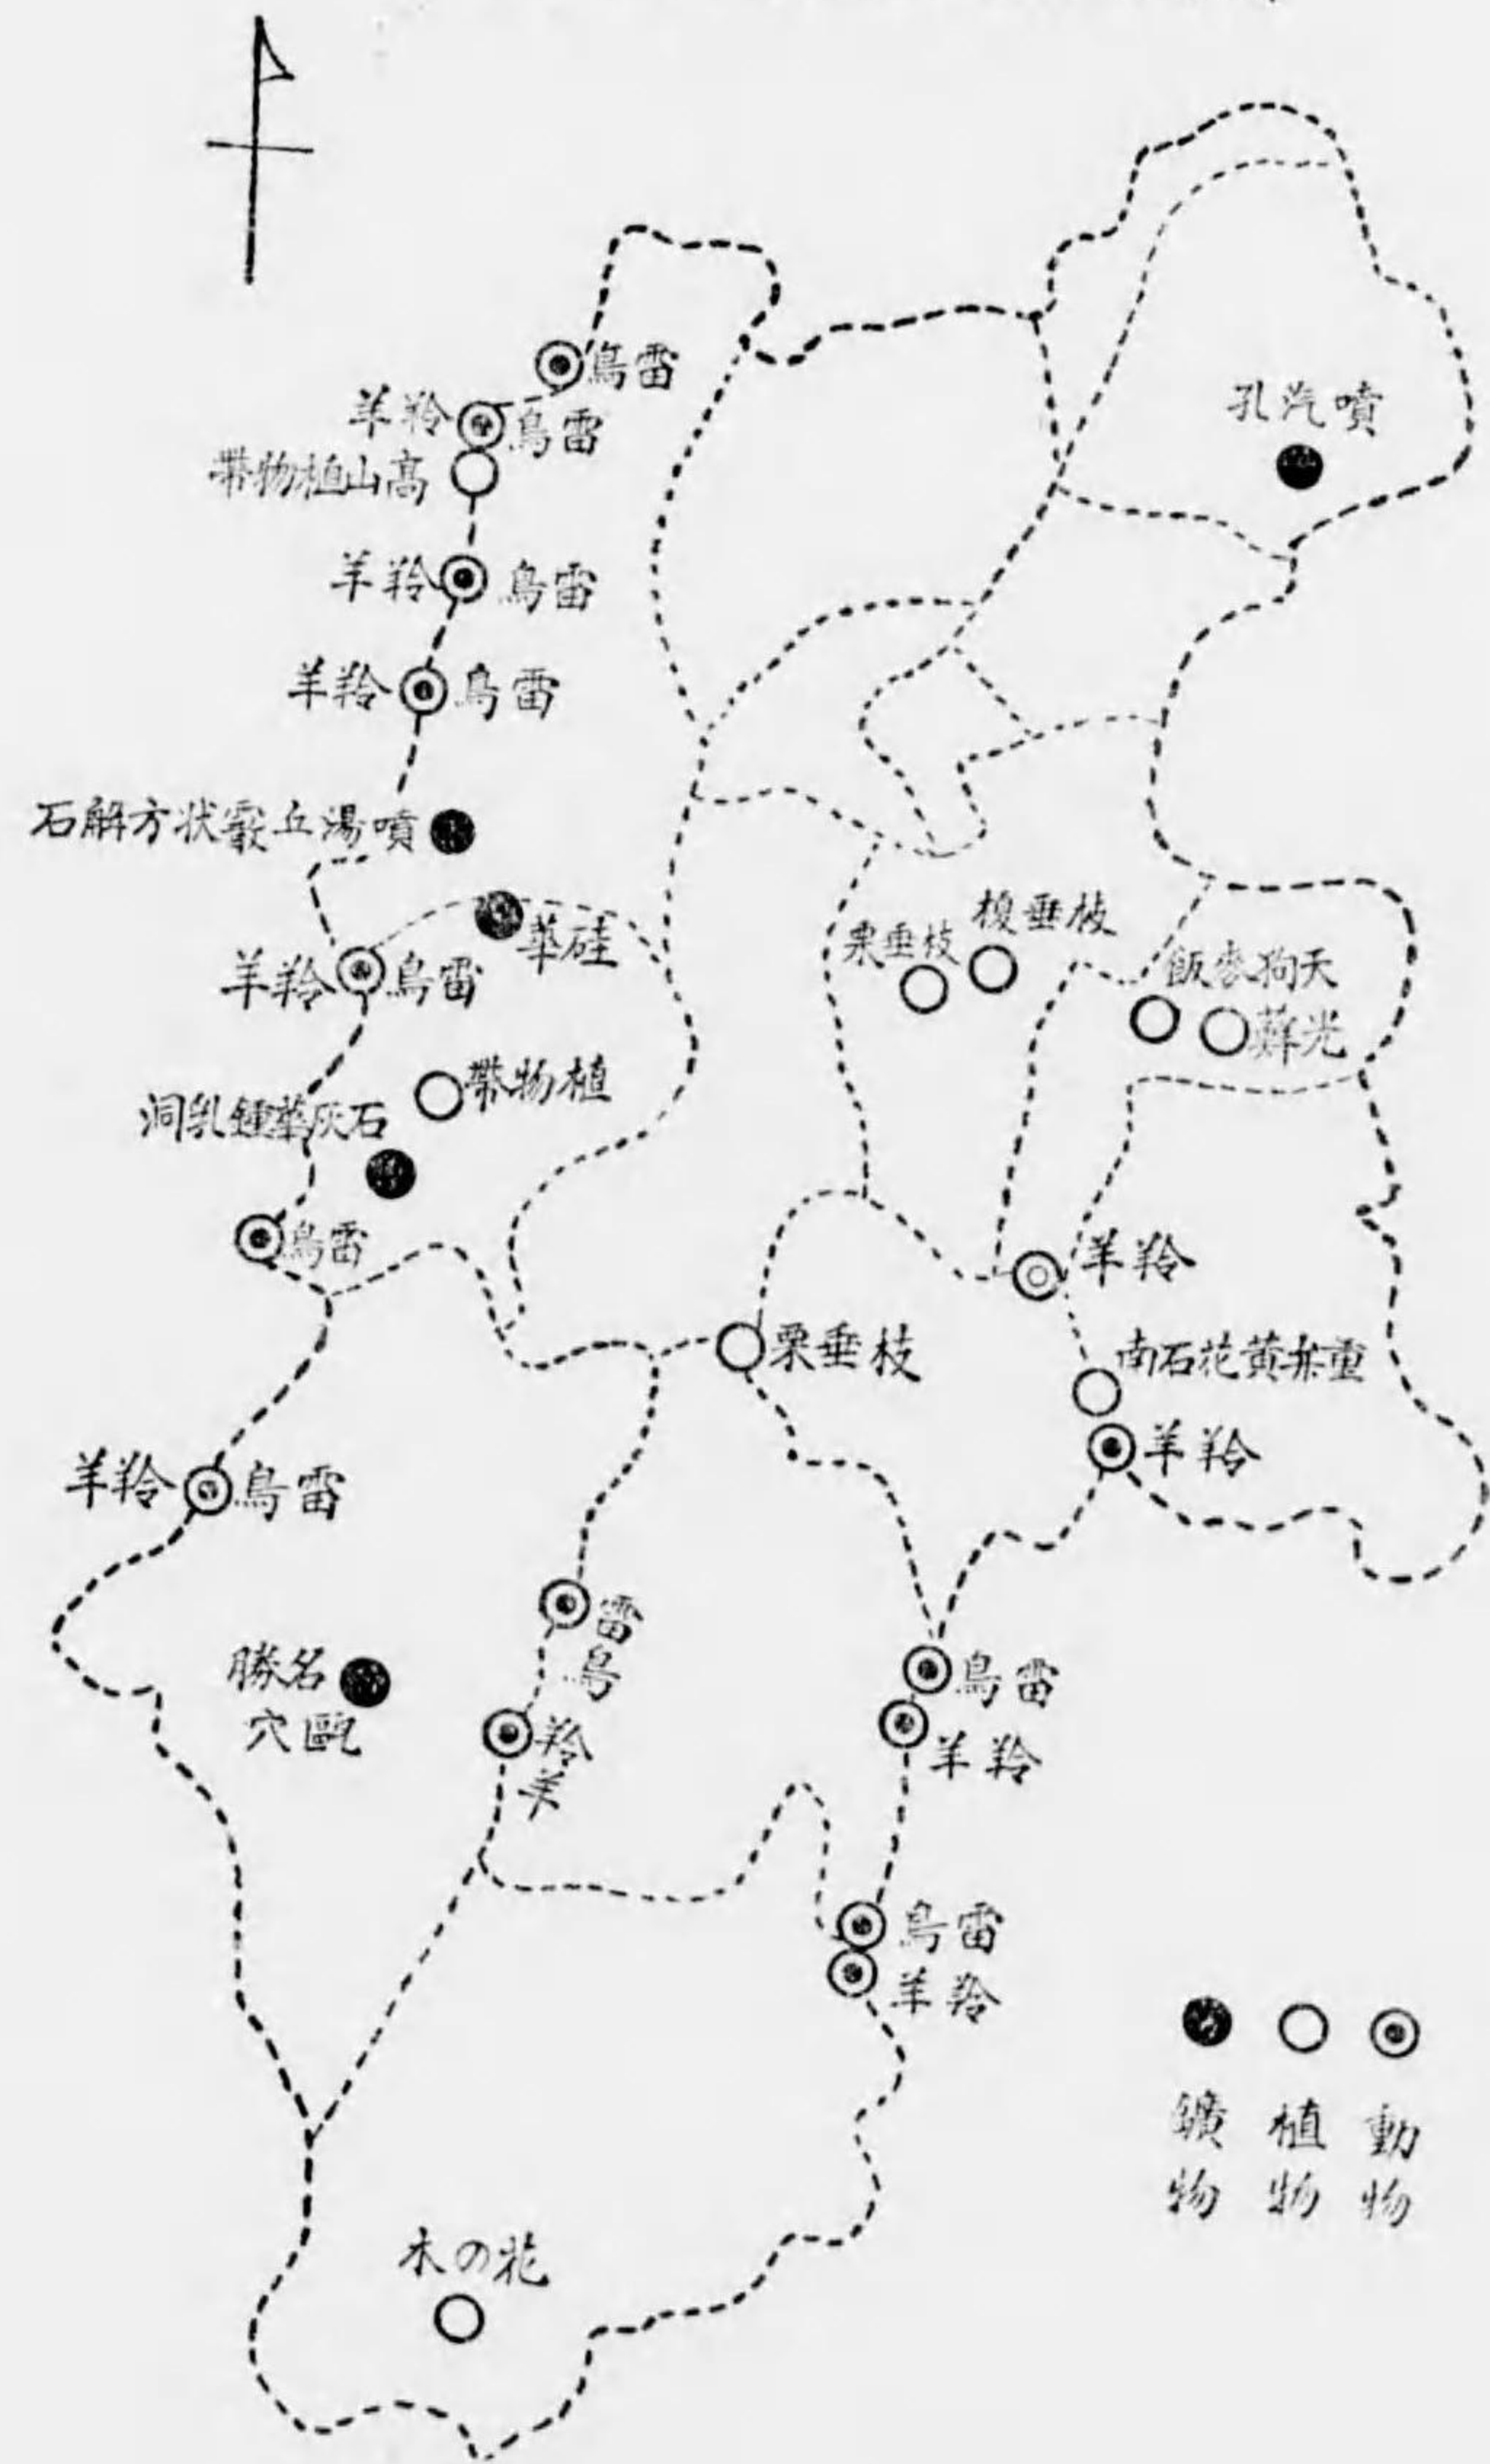 雷鳥
羚羊
雷鳥
噴汽孔
高山植物帶
羚羊
雷鳥
羚羊
雷鳥
噴湯丘霰状方解石
硅華
枝垂榎
枝垂栗
天狗麥飯
光蘚
羚羊
雷鳥
植物帶
石灰華鍾乳洞
雷鳥
羚羊
枝垂栗
重弁黄花石南
羚羊
羚羊
雷鳥
雷鳥
名勝
甌穴
羚羊
雷鳥
羚羊
雷鳥
羚羊
動物
植物
鑛物
花の木